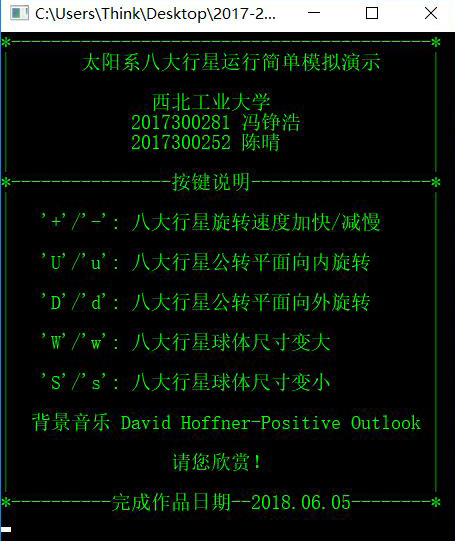 C:\Users\Think\Desktop\2017-2...
*------------------------------------------*
太阳系八大行星运行简单模拟演示
西北工业大学
2017300281 冯铮浩
2017300252 陈晴
*----------------按键说明------------------*
'+'/'-': 八大行星旋转速度加快/减慢
'U'/'u': 八大行星公转平面向内旋转
'D'/'d': 八大行星公转平面向外旋转
'W'/'w': 八大行星球体尺寸变大
'S'/'s': 八大行星球体尺寸变小
背景音乐 David Hoffner-Positive Outlook
请您欣赏！
*----------完成作品日期--2018.06.05--------*